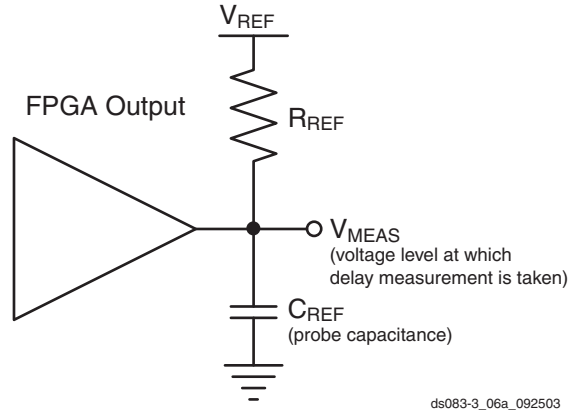 VREF
FPGA Output
RREF
VMEAS
(voltage level at which
delay measurement is taken)
CREF
(probe capacitance)
ds083-3_06a_092503